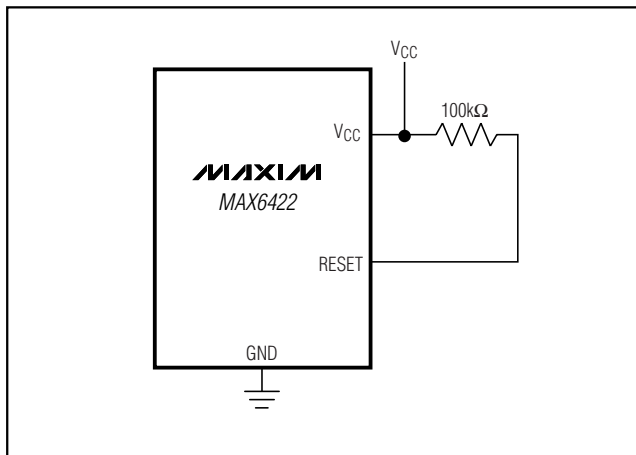 VCC
100kΩ
VCC
MAXIM
MAX6422
RESET
GND